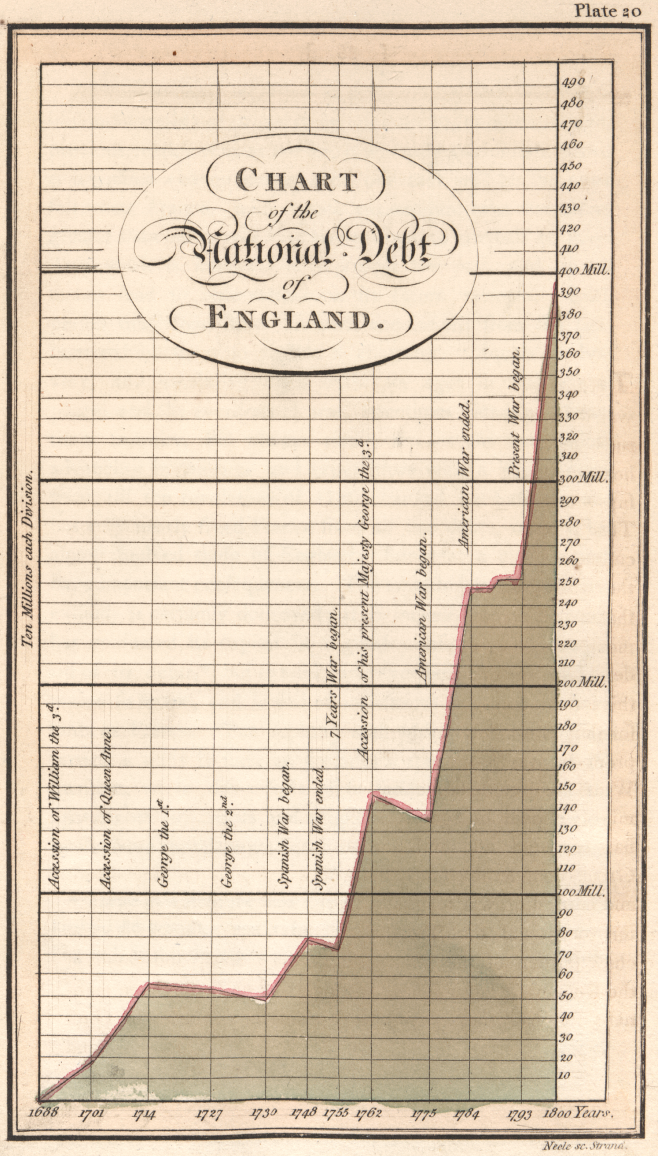 Plate 20
CHART
of the
National Debt
of
ENGLAND.
Ten Millions each Division.
490
480
470
460
450
440
430
420
410
400 Mill.
390
380
370
360
350
340
330
320
310
300 Mill.
290
280
270
260
250
240
230
220
210
200 Mill.
190
180
170
160
150
140
130
120
110
100 Mill.
90
80
70
60
50
40
30
20
10
Accession of William the 3d.
Accession of Queen Anne.
George the 1st.
George the 2nd
Spanish War began.
Spanish War ended.
7 Years War began.
Accession of his present Majesty George the 3d.
American War began.
American War ended.
Present War began.
1688 1701 1714 1727 1739 1748 1755 1762 1775 1784 1793 1800 Years.
Neele sc. Strand.